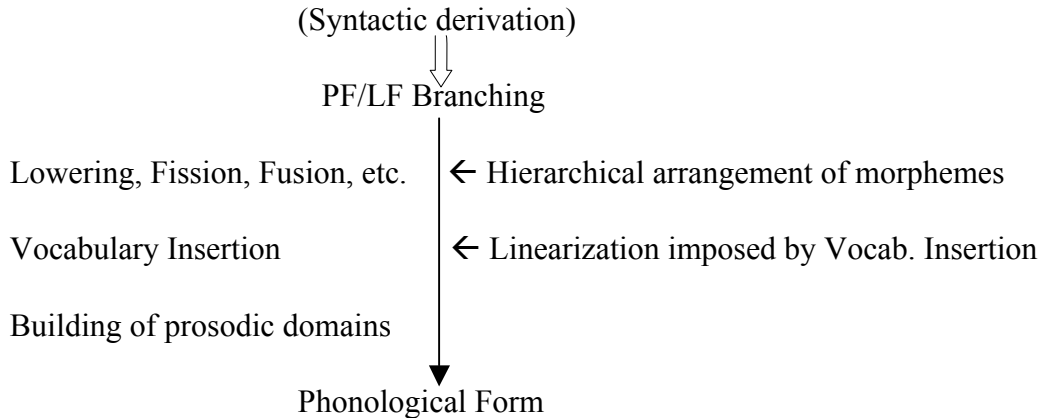 (Syntactic derivation)
PF/LF Branching
Lowering, Fission, Fusion, etc. ← Hierarchical arrangement of morphemes
Vocabulary Insertion ← Linearization imposed by Vocab. Insertion
Building of prosodic domains
Phonological Form